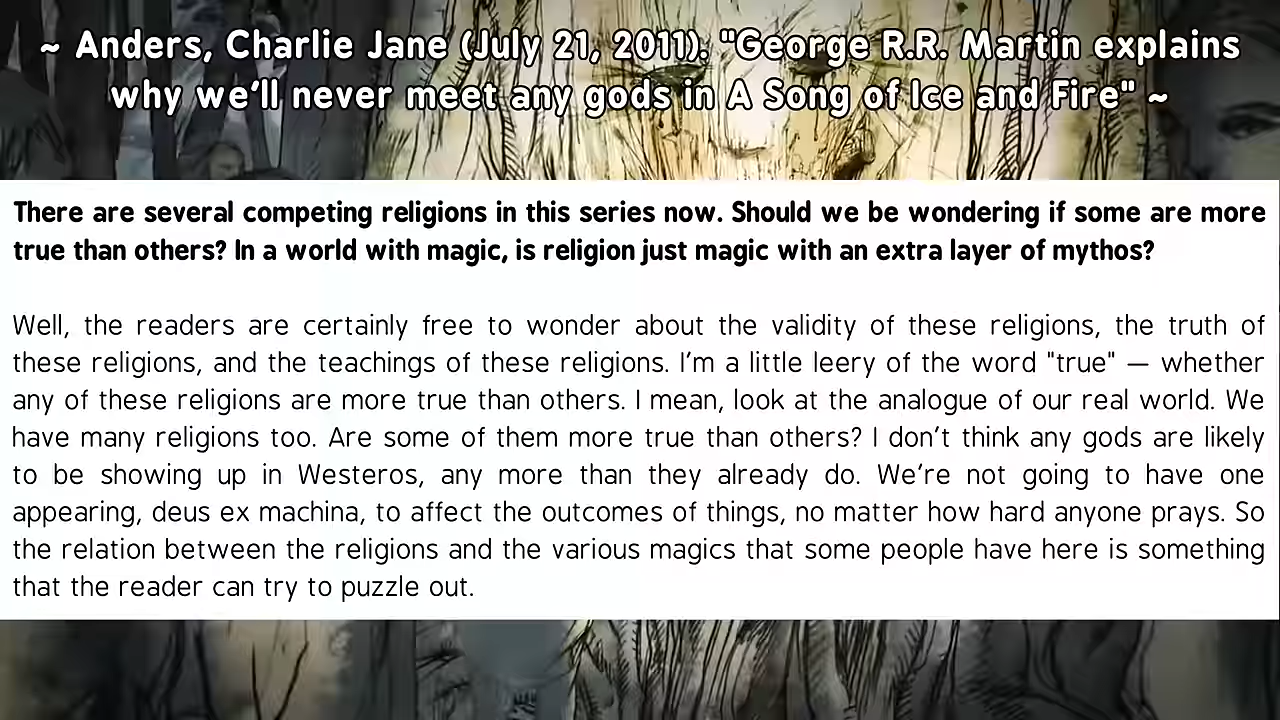 ~ Anders, Charlie Jane (July 21, 2011). "George R.R. Martin explains
why we'll never meet any gods in A Song of Ice and Fire" ~
There are several competing religions in this series now. Should we be wondering if some are more
true than others? In a world with magic, is religion just magic with an extra layer of mythos?
Well, the readers are certainly free to wonder about the validity of these religions, the truth of
these religions, and the teachings of these religions. I'm a little leery of the word "true" — whether
any of these religions are more true than others. I mean, look at the analogue of our real world. We
have many religions too. Are some of them more true than others? I don't think any gods are likely
to be showing up in Westeros, any more than they already do. We're not going to have one
appearing, deus ex machina, to affect the outcomes of things, no matter how hard anyone prays. So
the relation between the religions and the various magics that some people have here is something
that the reader can try to puzzle out.